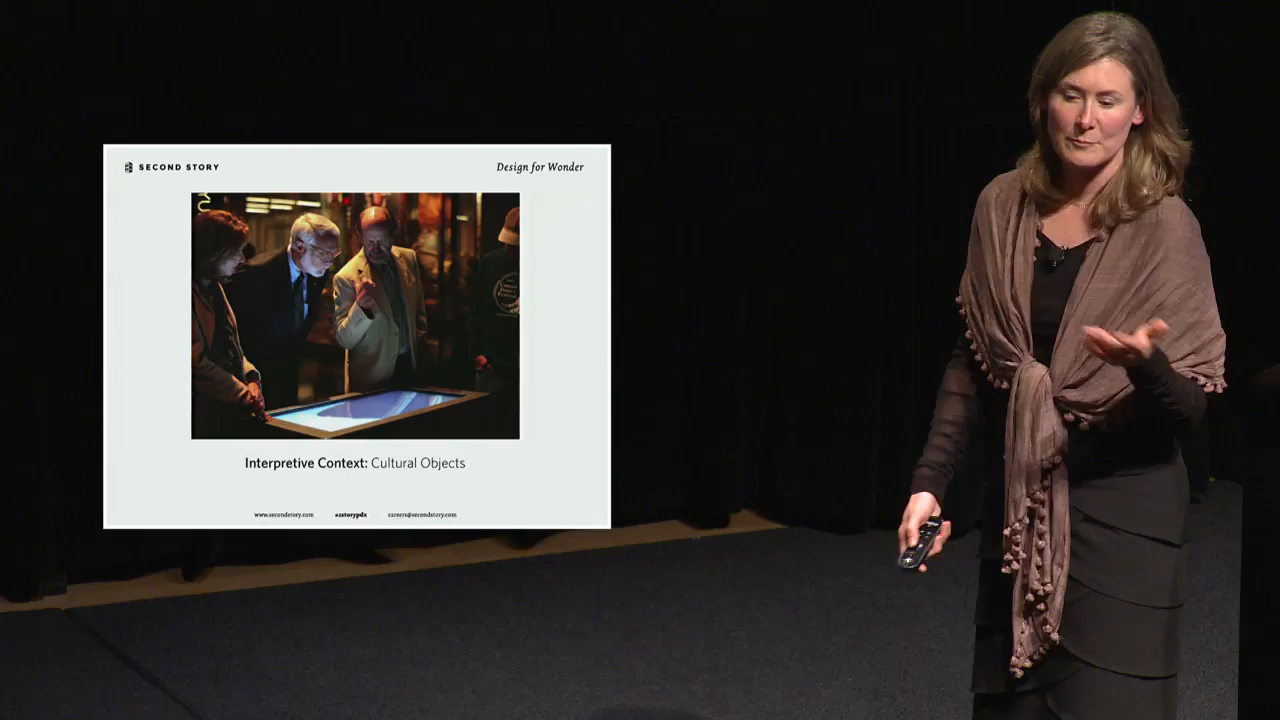 SECOND STORY
Design for Wonder
Interpretive Context: Cultural Objects
www.secondstory.com
careers@secondstory.com